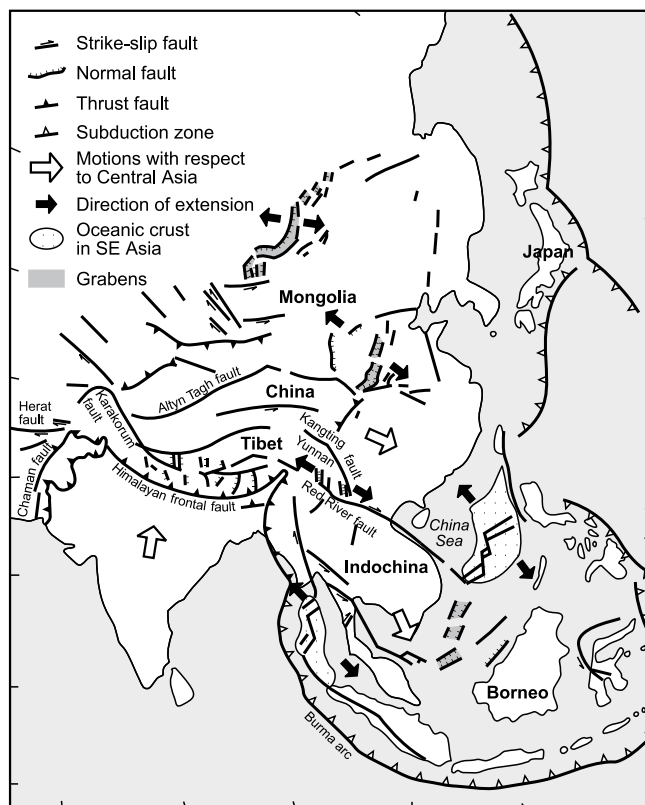 Strike-slip fault
Normal fault
Thrust fault
Subduction zone
Motions with respect
to Central Asia
Direction of extension
Oceanic crust
in SE Asia
Grabens
Japan
Mongolia
Altyn Tagh fault
China
Karakorum
fault
Herat
fault
Kangting
fault
Yunnan
Tibet
Chaman fault
Himalayan frontal fault
Red River fault
China
Sea
Indochina
Borneo
Burma arc